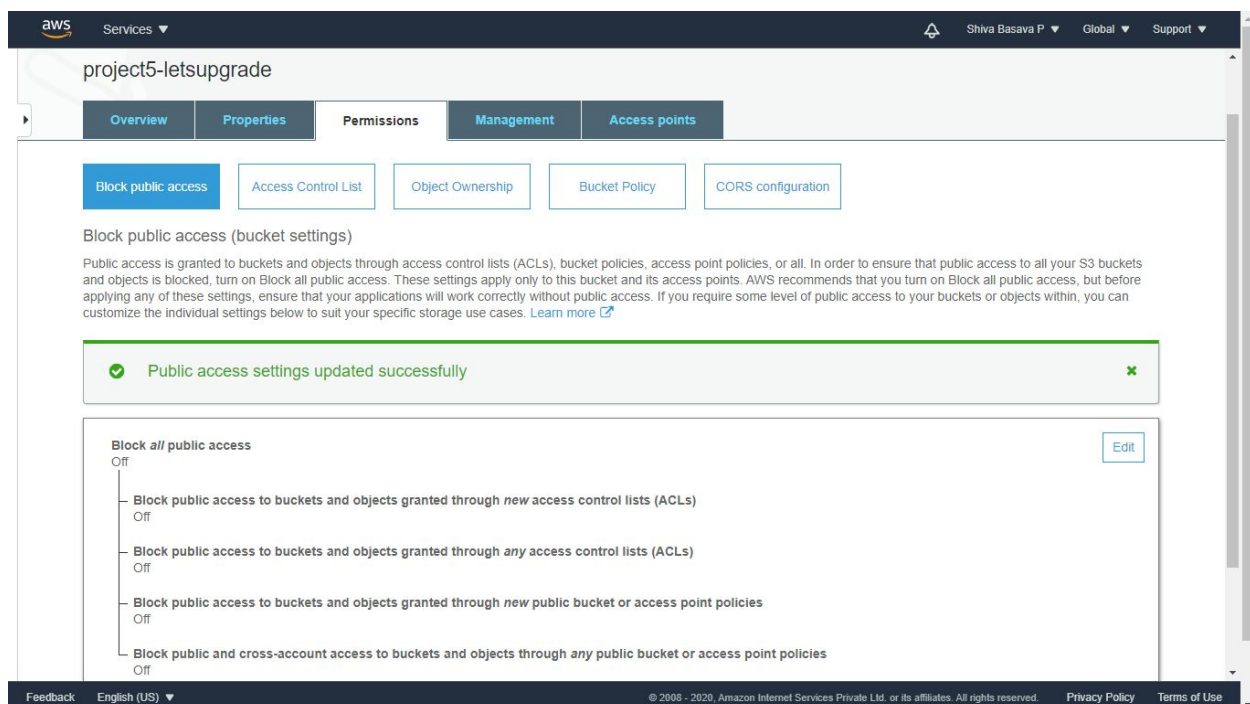 aws Services ▼ Shiva Basava P ▼ Global ▼ Support ▼
project5-letsupgrade
Overview Properties Permissions Management Access points
Block public access Access Control List Object Ownership Bucket Policy CORS configuration
Block public access (bucket settings)
Public access is granted to buckets and objects through access control lists (ACLs), bucket policies, access point policies, or all. In order to ensure that public access to all your S3 buckets
and objects is blocked, turn on Block all public access. These settings apply only to this bucket and its access points. AWS recommends that you turn on Block all public access, but before
applying any of these settings, ensure that your applications will work correctly without public access. If you require some level of public access to your buckets or objects within, you can
customize the individual settings below to suit your specific storage use cases. Learn more
Public access settings updated successfully
Block all public access Edit
Off
Block public access to buckets and objects granted through new access control lists (ACLs)
Off
Block public access to buckets and objects granted through any access control lists (ACLs)
Off
Block public access to buckets and objects granted through new public bucket or access point policies
Off
Block public and cross-account access to buckets and objects through any public bucket or access point policies
Off
Feedback English (US) ▼ © 2008 - 2020, Amazon Internet Services Private Ltd. or its affiliates. All rights reserved. Privacy Policy Terms of Use